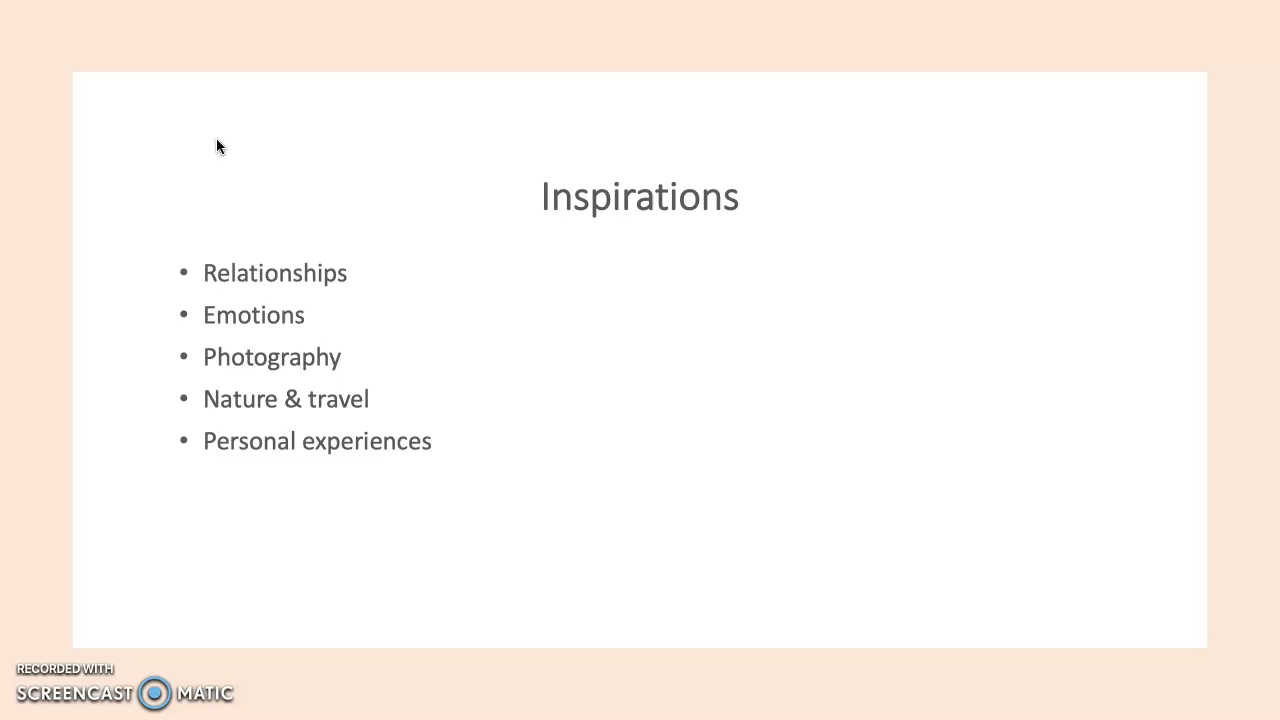 Inspirations
• Relationships
• Emotions
• Photography
• Nature & travel
• Personal experiences
RECORDED WITH
SCREENCAST MATIC